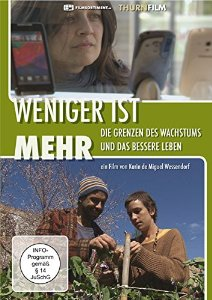 FILMSORTIMENT.de
THURNFILM
WENIGER IST
MEHR
DIE GRENZEN DES WACHSTUMS
UND DAS BESSERE LEBEN
ein Film von Karin de Miguel Wessendorf
INFO-
Programm
gemäß
§ 14
JuSchG